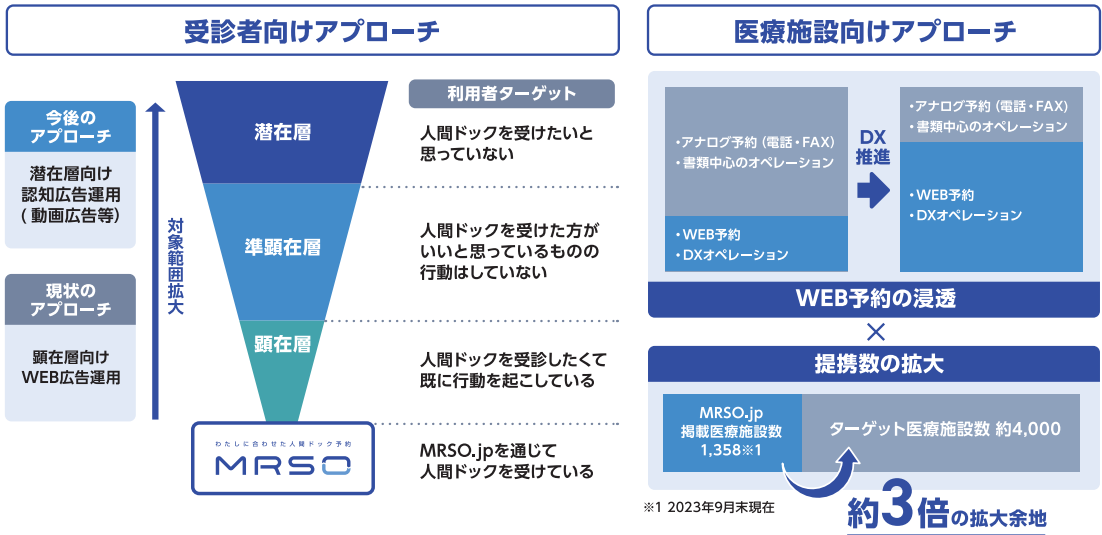 受診者向けアプローチ
今後の
アプローチ
潜在層向け
認知広告運用
(動画広告等)
現状の
アプローチ
顕在層向け
WEB広告運用
対象範囲拡大
潜在層
準顕在層
顕在層
わたしに合わせた人間ドック予約
MRSO
利用者ターゲット
人間ドックを受けたいと
思っていない
人間ドックを受けた方が
いいと思っているものの
行動はしていない
人間ドックを受診したくて
既に行動を起こしている
MRSO.jpを通じて
人間ドックを受けている
医療施設向けアプローチ
・アナログ予約(電話・FAX)
・書類中心のオペレーション
・WEB予約
・DXオペレーション
DX
推進
・アナログ予約(電話・FAX)
・書類中心のオペレーション
・WEB予約
・DXオペレーション
WEB予約の浸透
×
提携数の拡大
MRSO.jp
掲載医療施設数
1,358※1
ターゲット医療施設数 約4,000
※1 2023年9月末現在
約3倍の拡大余地